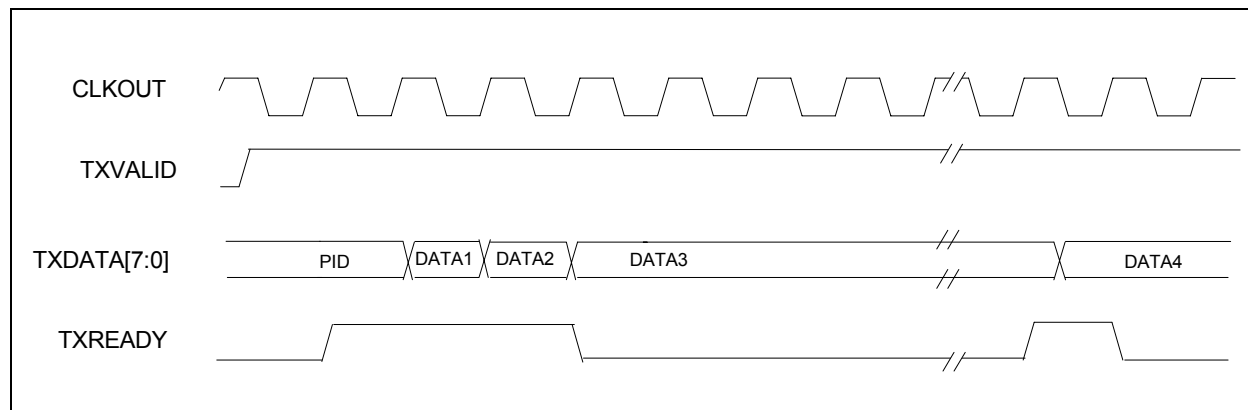 CLKOUT
TXVALID
TXDATA[7:0]
PID
DATA1
DATA2
DATA3
DATA4
TXREADY